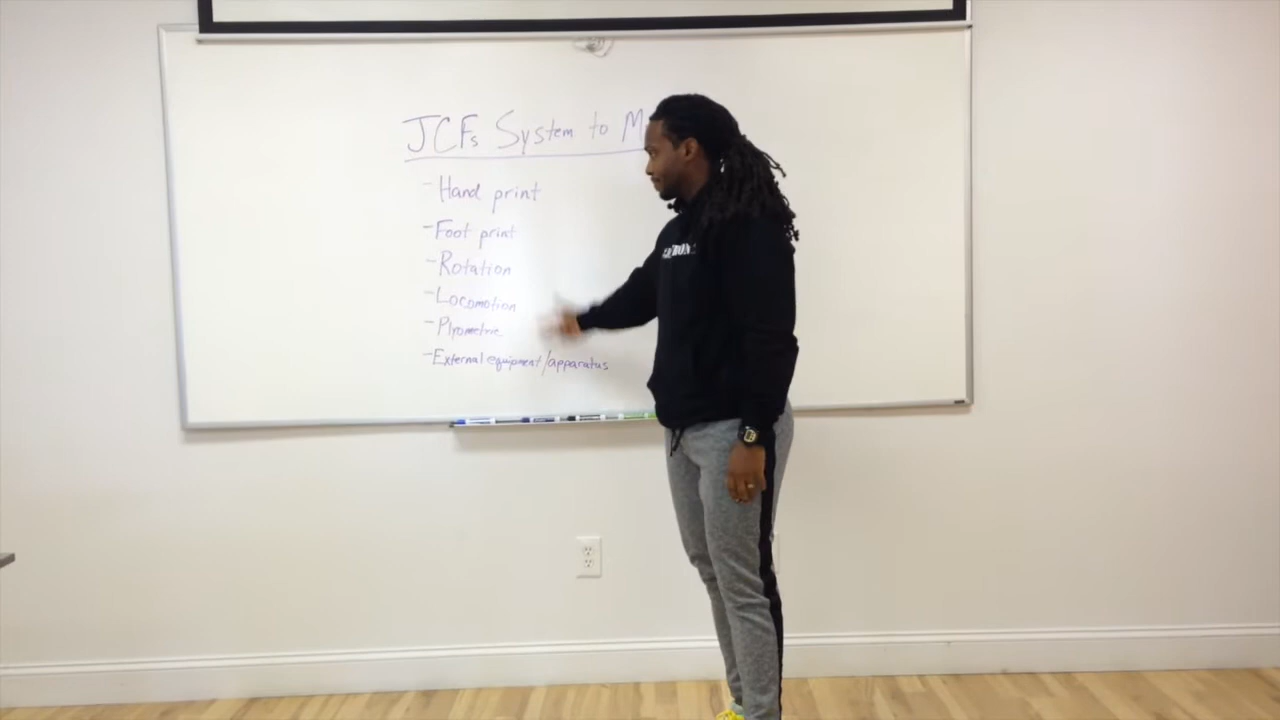 JCFs System to M
- Hand print
- Foot print
- Rotation
- Locomotion
- Plyometric
- External equipment/apparatus